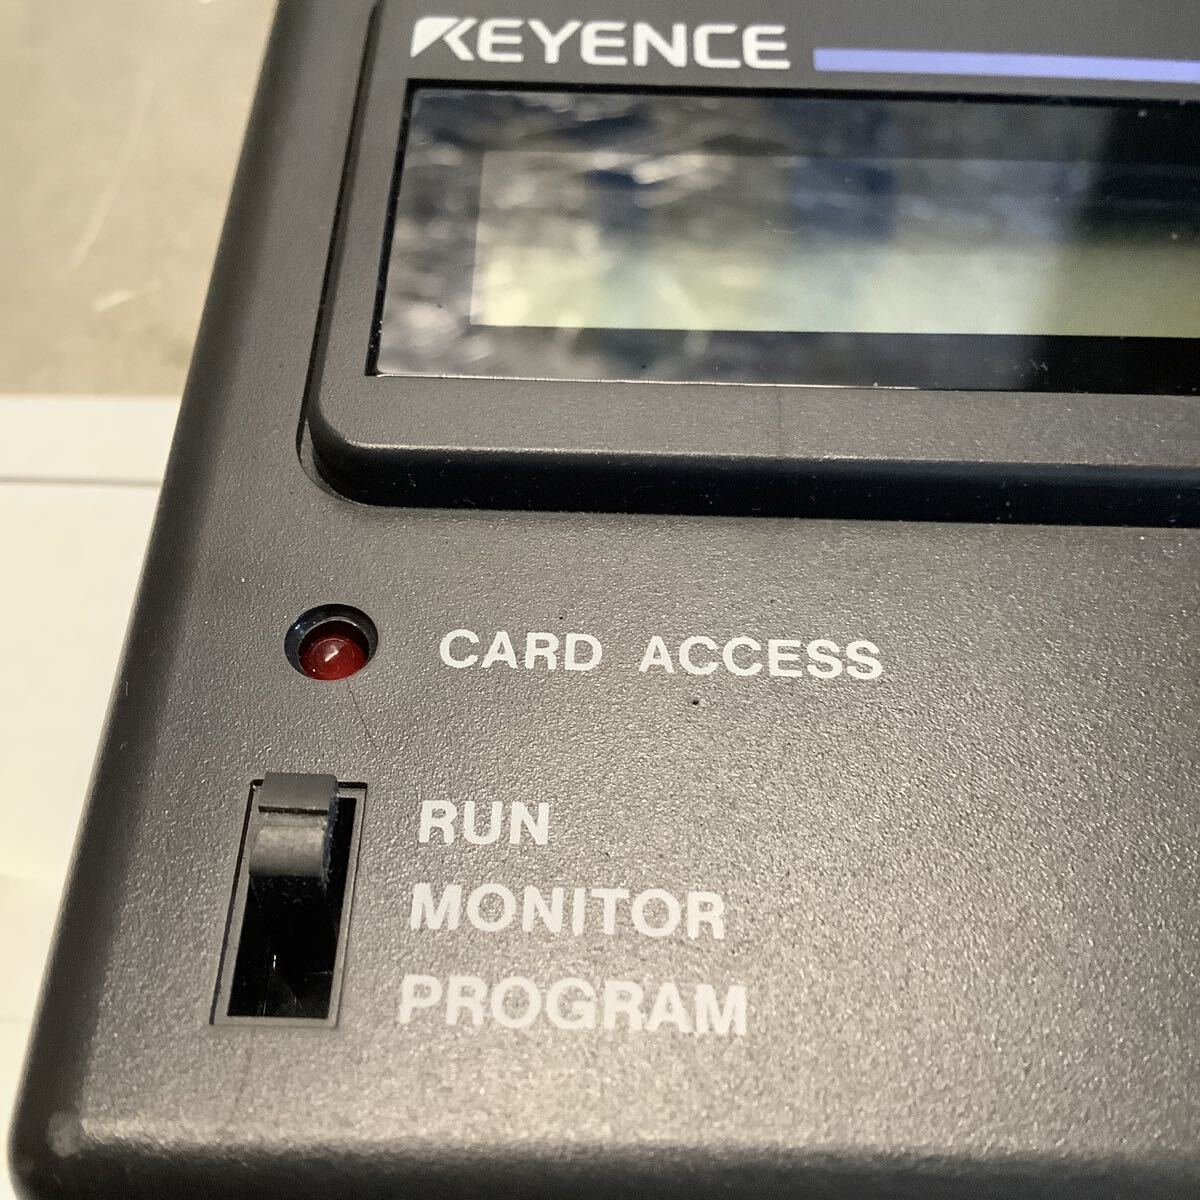 KEYENCE
CARD ACCESS
RUN
MONITOR
PROGRAM